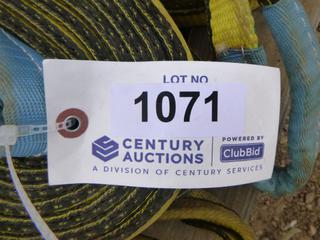 LOT NO
1071
CENTURY AUCTIONS
POWERED BY
ClubBid
A DIVISION OF CENTURY SERVICES